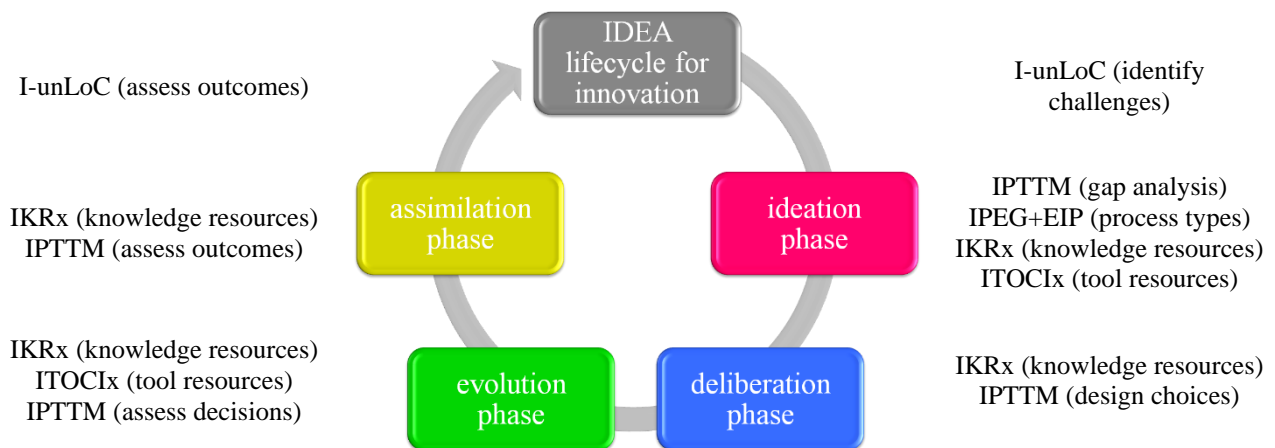 IDEA
lifecycle for
innovation
I-unLoC (identify
challenges)
ideation
phase
IPTTM (gap analysis)
IPEG+EIP (process types)
IKRx (knowledge resources)
ITOCIx (tool resources)
deliberation
phase
IKRx (knowledge resources)
IPTTM (design choices)
evolution
phase
IKRx (knowledge resources)
ITOCIx (tool resources)
IPTTM (assess decisions)
assimilation
phase
IKRx (knowledge resources)
IPTTM (assess outcomes)
I-unLoC (assess outcomes)